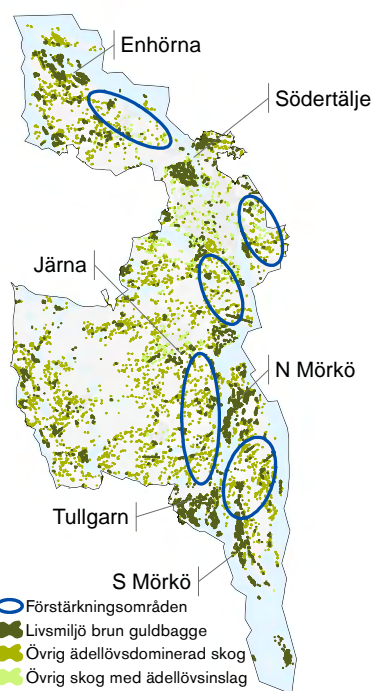 Enhörna
Södertälje
Järna
N Mörkö
Tullgarn
S Mörkö
Förstärkningsområden
Livsmiljö brun guldbagge
Övrig ädellövsdominerad skog
Övrig skog med ädellövsinslag